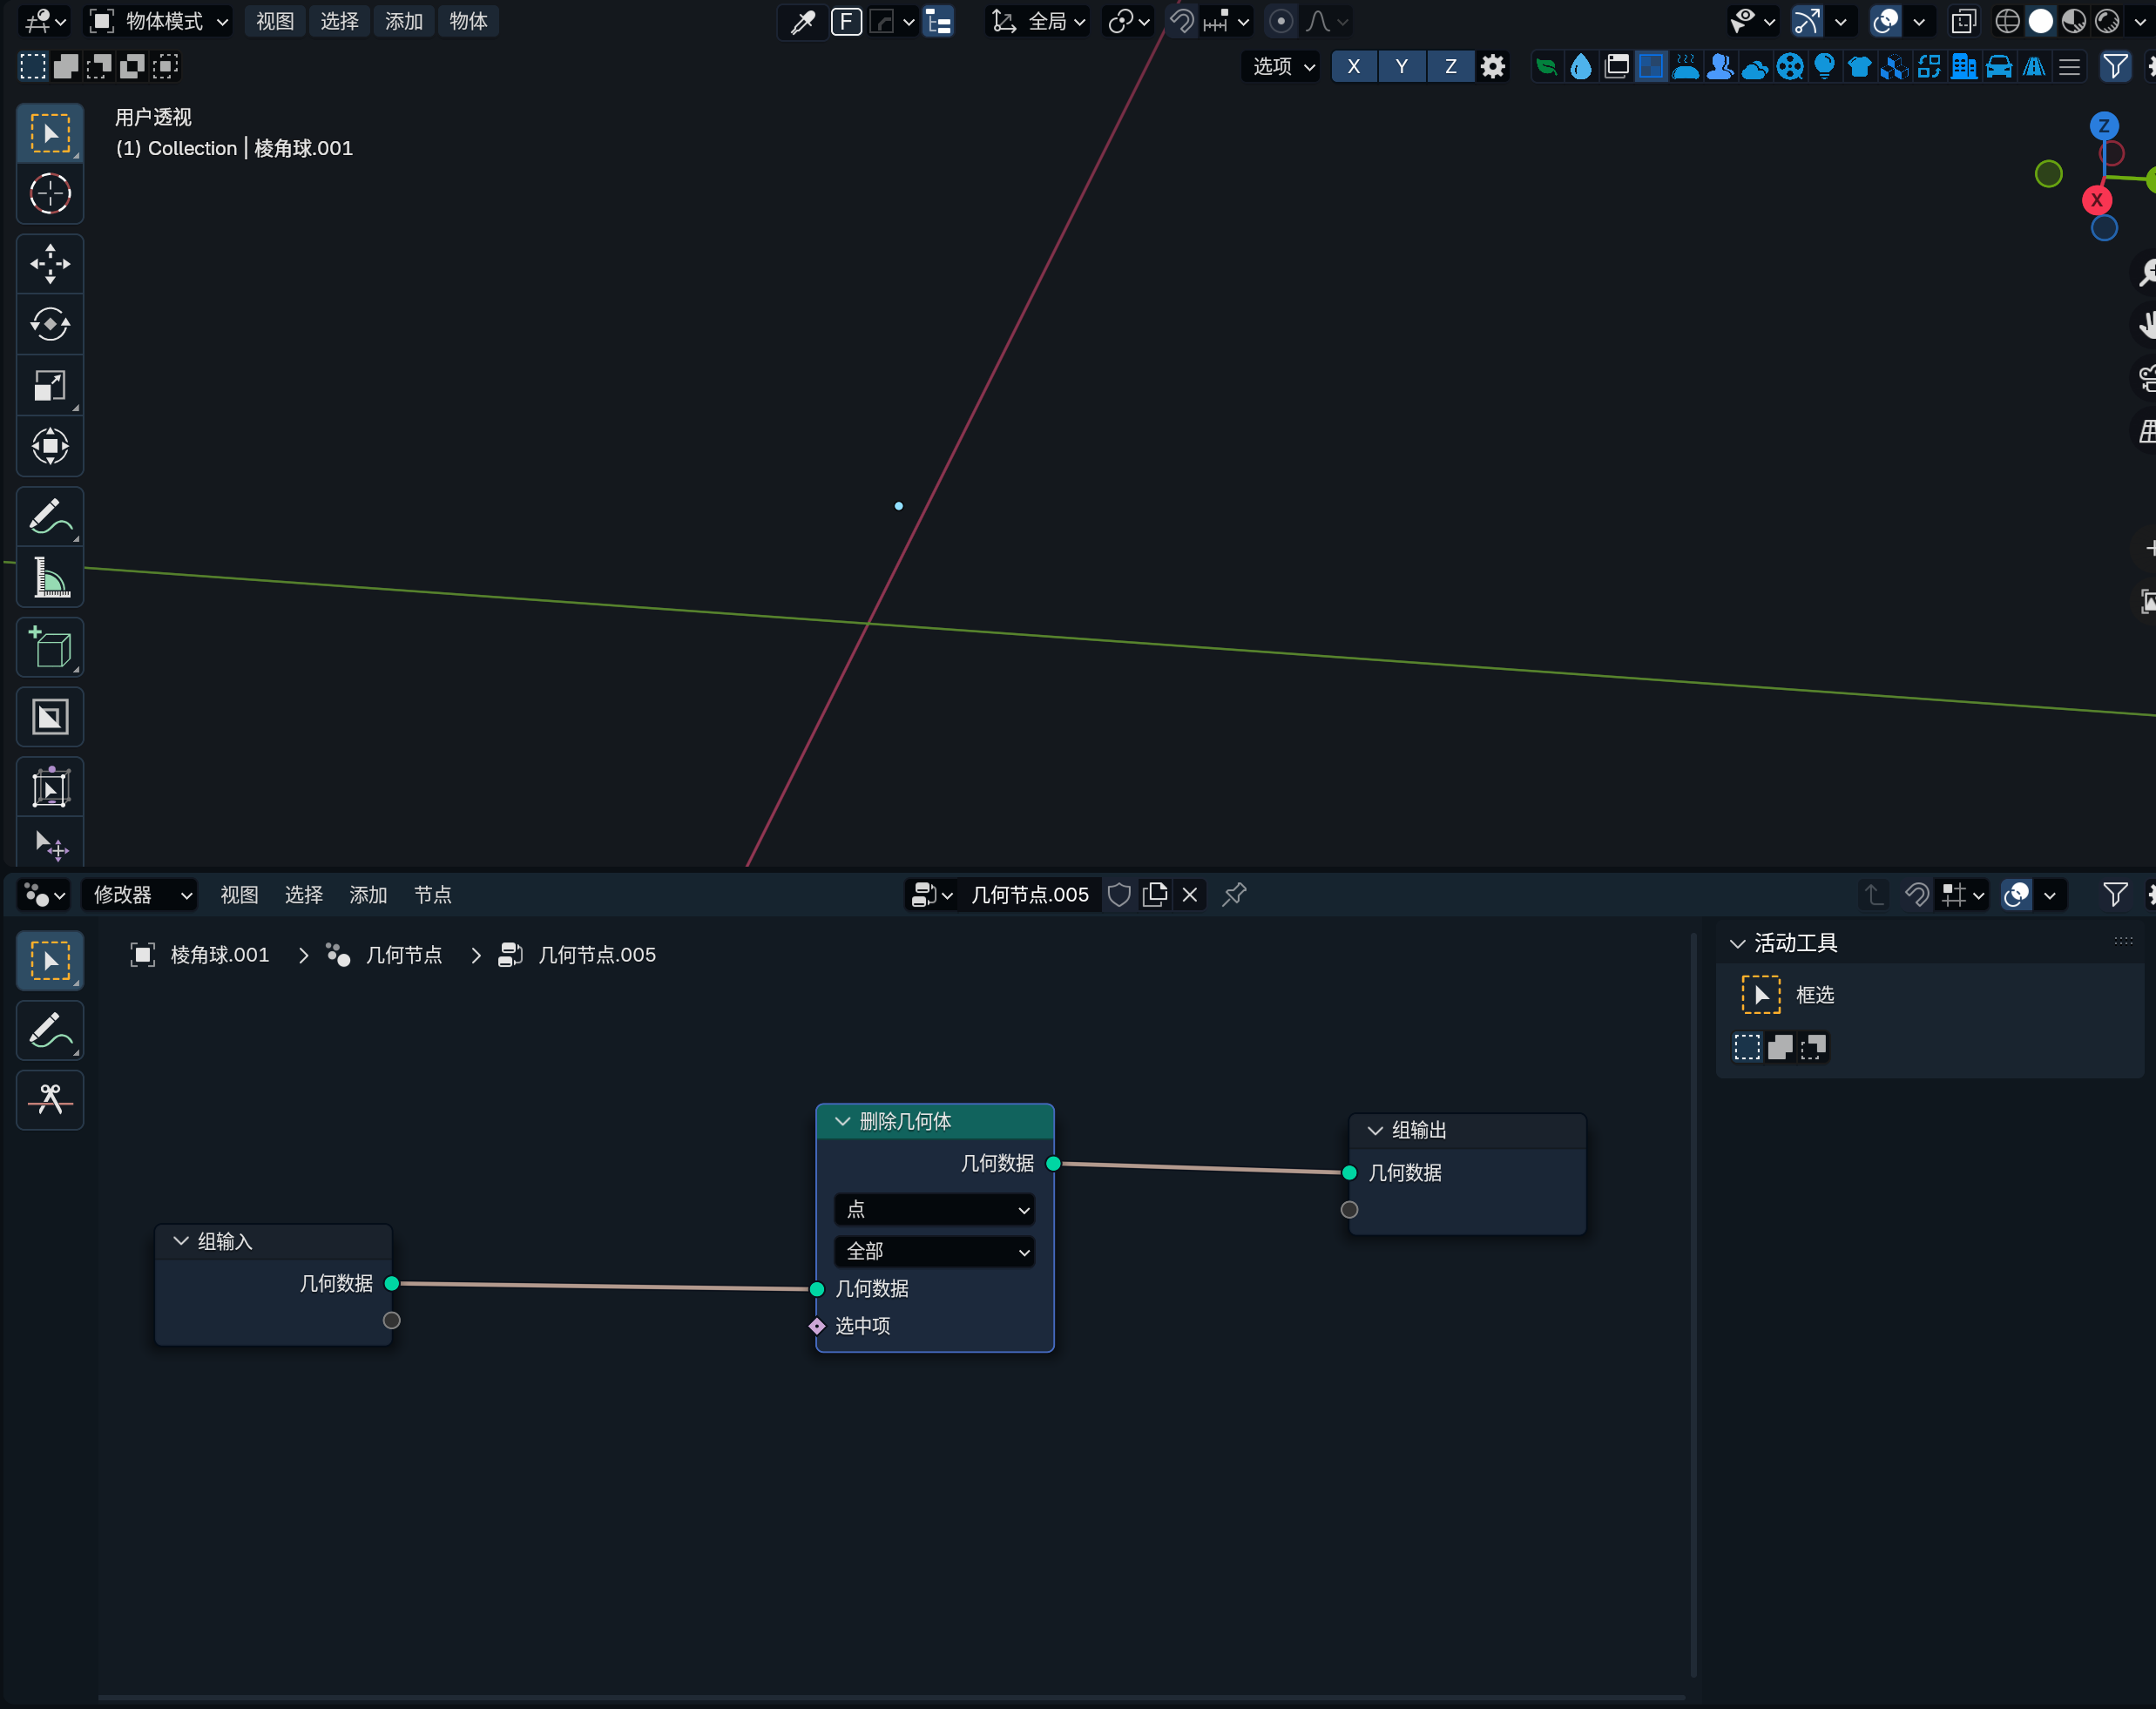 物体模式 视图 选择 添加 物体 F 全局
选项 X Y Z
用户透视
(1) Collection | 棱角球.001
Z
X
修改器 视图 选择 添加 节点 几何节点.005
棱角球.001 > 几何节点 > 几何节点.005
活动工具
框选
删除几何体
几何数据
点
全部
几何数据
选中项
组输出
几何数据
组输入
几何数据